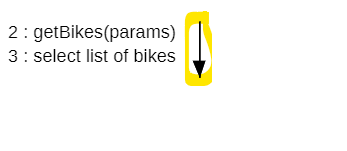 2 : getBikes(params)
3 : select list of bikes